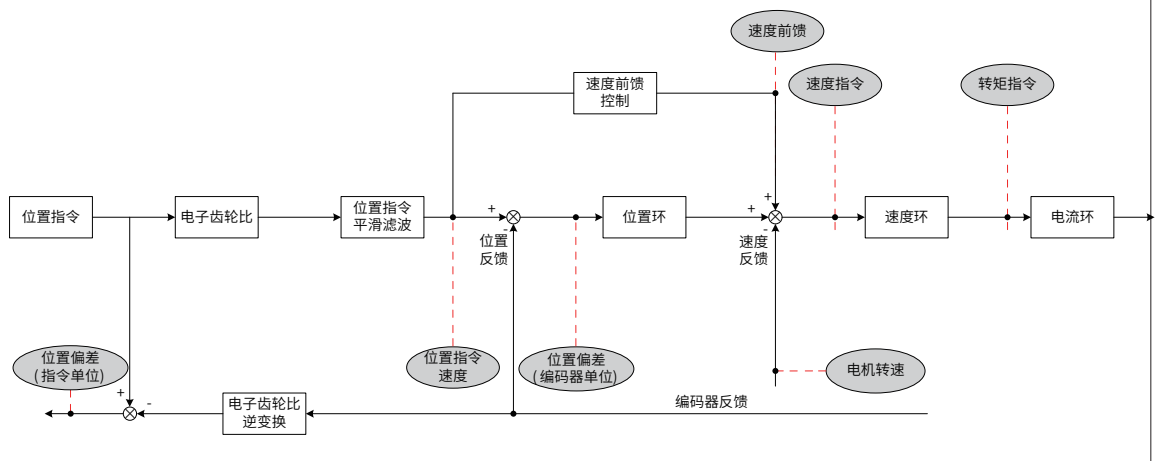 速度前馈
速度前馈
控制
速度指令
转矩指令
+
位置指令
电子齿轮比
位置指令
平滑滤波
+
-
位置
反馈
位置环
+
-
速度
反馈
速度环
电流环
位置偏差
(指令单位)
位置指令
速度
位置偏差
(编码器单位)
电机转速
+
-
电子齿轮比
逆变换
编码器反馈